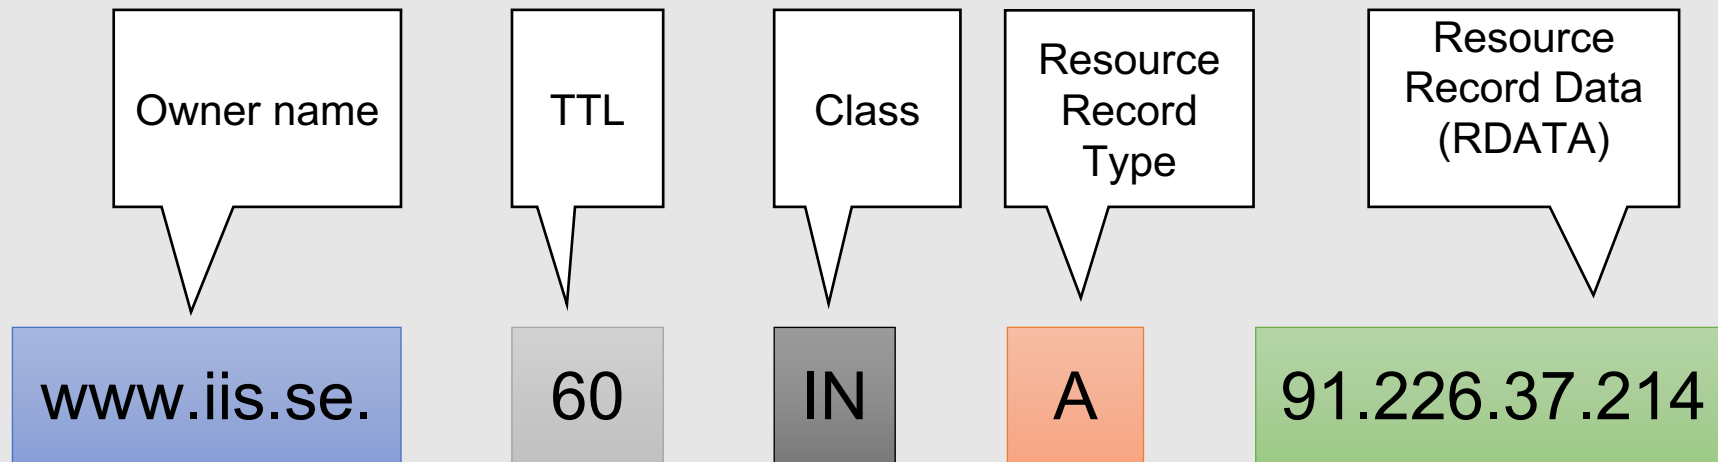 Owner name
TTL
Class
Resource
Record
Type
Resource
Record Data
(RDATA)
www.iis.se.
60
IN
A
91.226.37.214